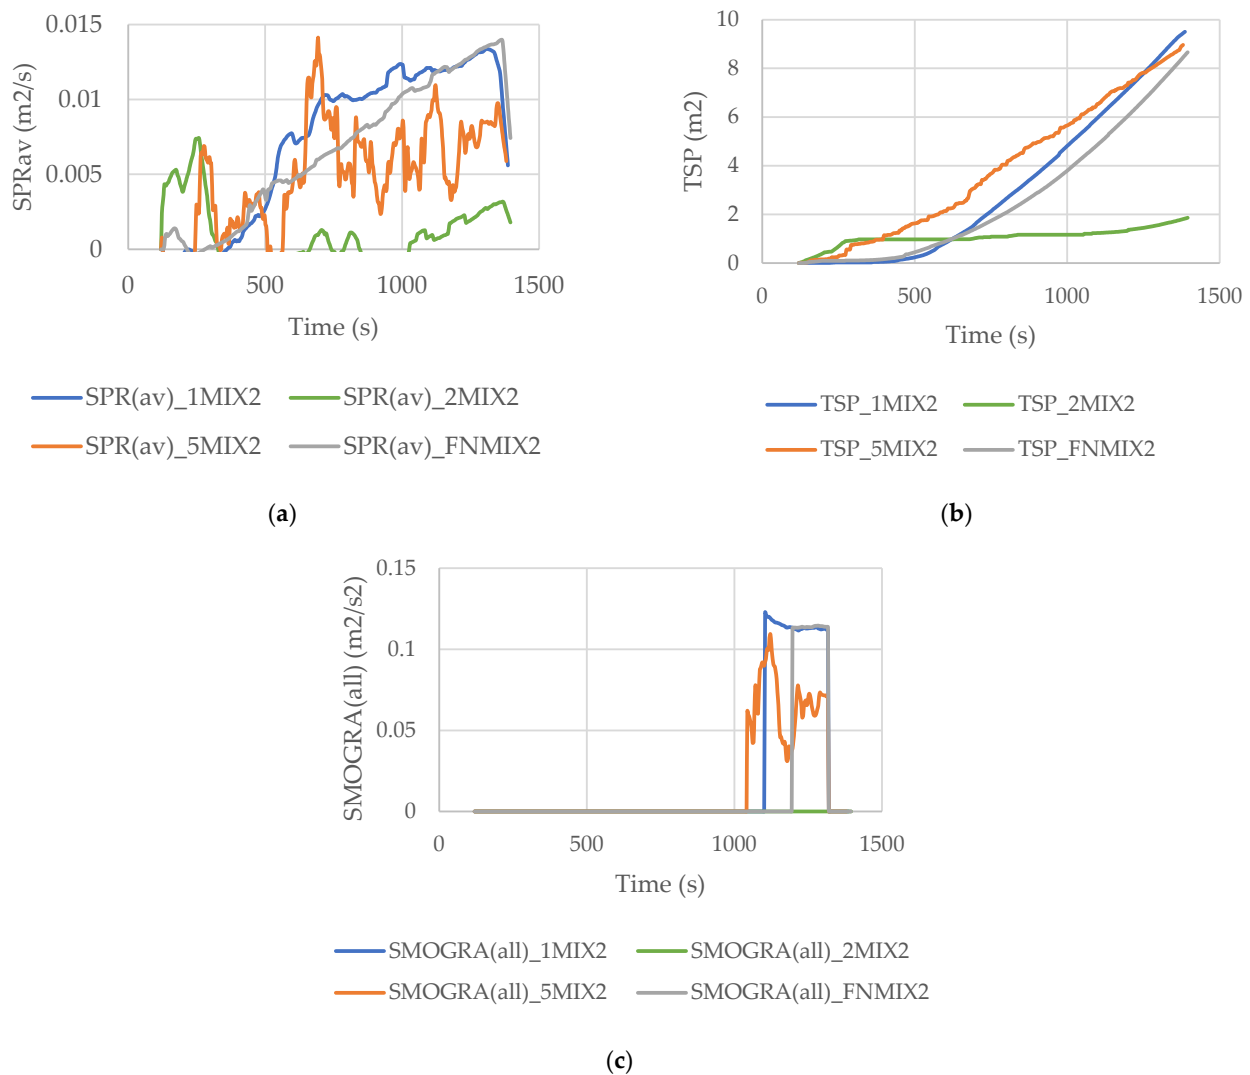 0.015
0.01
0.005
0
0
500
1000
1500
SPRav (m2/s)
Time (s)
SPR(av)_1MIX2
SPR(av)_2MIX2
SPR(av)_5MIX2
SPR(av)_FNMIX2
(a)
10
8
6
4
2
0
0
500
1000
1500
TSP (m2)
Time (s)
TSP_1MIX2
TSP_2MIX2
TSP_5MIX2
TSP_FNMIX2
(b)
0.15
0.1
0.05
0
0
500
1000
1500
SMOGRA(all) (m2/s2)
Time (s)
SMOGRA(all)_1MIX2
SMOGRA(all)_2MIX2
SMOGRA(all)_5MIX2
SMOGRA(all)_FNMIX2
(c)